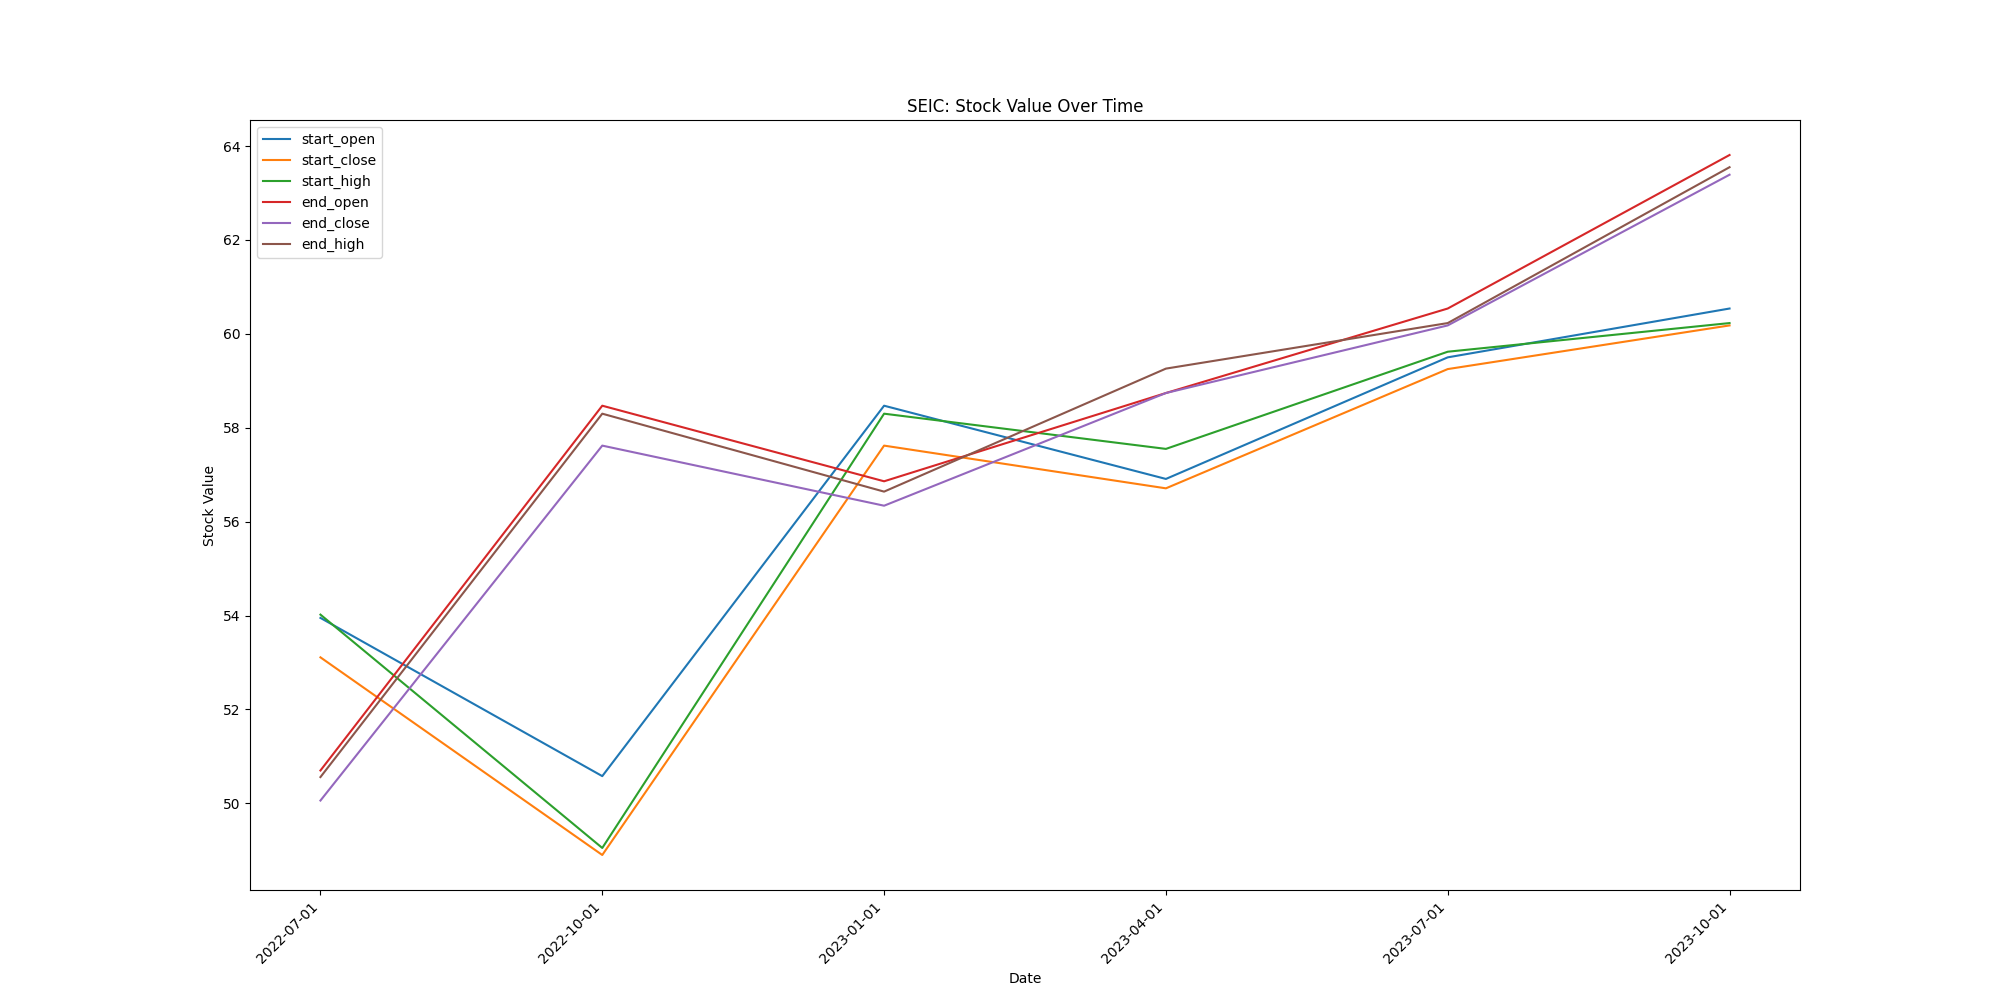 SEIC: Stock Value Over Time
start_open
start_close
start_high
end_open
end_close
end_high
64
62
60
58
56
54
52
50
Stock Value
2022-07-01
2022-10-01
2023-01-01
2023-04-01
2023-07-01
2023-10-01
Date